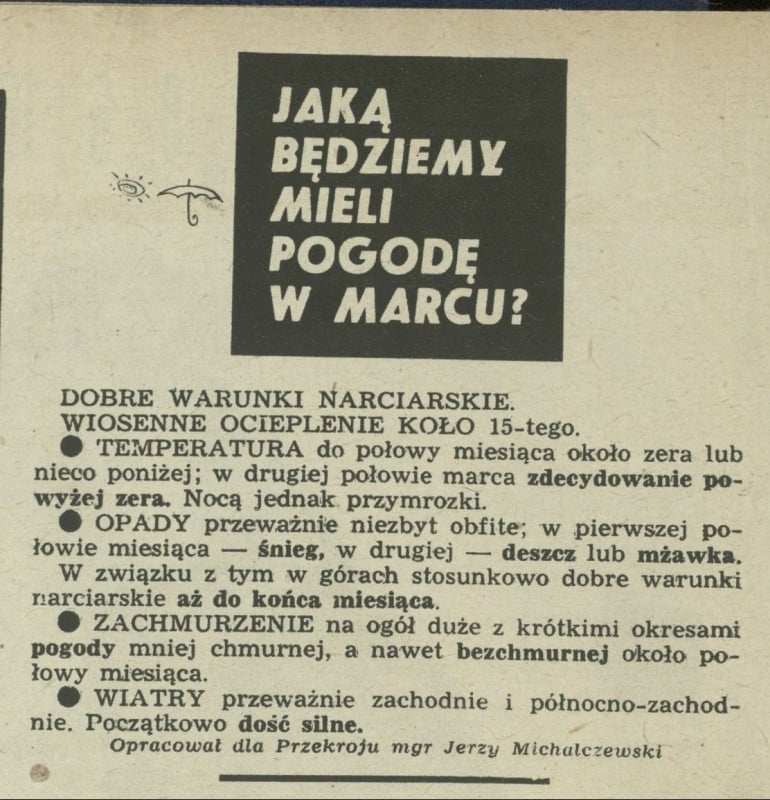 JAKĄ
BĘDZIEMY
MIELI
POGODĘ
W MARCU?
DOBRE WARUNKI NARCIARSKIE.
WIOSENNE OCIEPLENIE KOŁO 15-tego.
● TEMPERATURA do połowy miesiąca około zera lub
nieco poniżej; w drugiej połowie marca zdecydowanie po-
wyżej zera. Nocą jednak przymrozki.
● OPADY przeważnie niezbyt obfite; w pierwszej po-
łowie miesiąca — śnieg, w drugiej — deszcz lub mżawka.
W związku z tym w górach stosunkowo dobre warunki
narciarskie aż do końca miesiąca.
● ZACHMURZENIE na ogół duże z krótkimi okresami
pogody mniej chmurnej, a nawet bezchmurnej około po-
łowy miesiąca.
● WIATRY przeważnie zachodnie i północno-zachod-
nie. Początkowo dość silne.
Opracował dla Przekroju mgr Jerzy Michalczewski